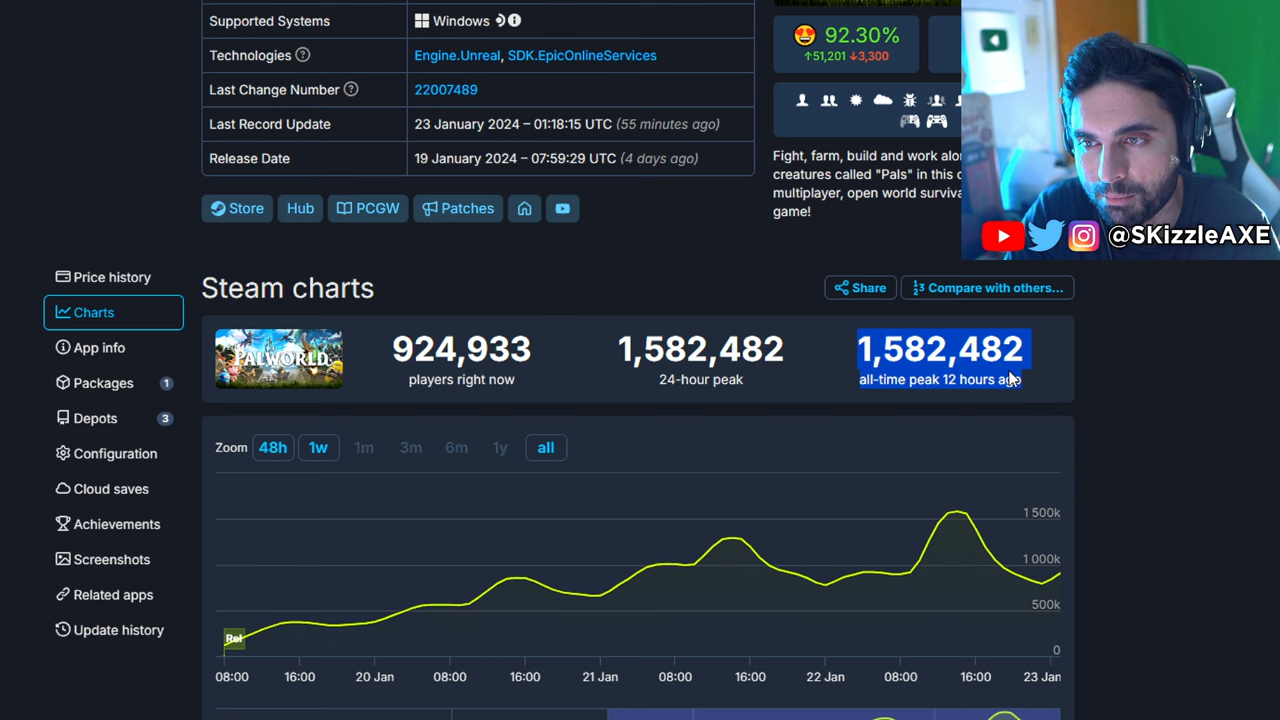 Supported Systems Windows
Technologies Engine.Unreal, SDK.EpicOnlineServices
Last Change Number 22007489
Last Record Update 23 January 2024 – 01:18:15 UTC (55 minutes ago)
Release Date 19 January 2024 – 07:59:29 UTC (4 days ago)
Store Hub PCGW Patches
92.30%
↑51,201 ↓3,300
Fight, farm, build and work alon
creatures called "Pals" in this
multiplayer, open world surviva
game!
@SKizzleAXE
Price history
Charts
App info
Packages 1
Depots 3
Configuration
Cloud saves
Achievements
Screenshots
Related apps
Update history
Steam charts
Share
Compare with others...
PALWORLD
924,933
players right now
1,582,482
24-hour peak
1,582,482
all-time peak 12 hours ago
Zoom 48h 1w 1m 3m 6m 1y all
1 500k
1 000k
500k
0
Rel
08:00 16:00 20 Jan 08:00 16:00 21 Jan 08:00 16:00 22 Jan 08:00 16:00 23 Jan